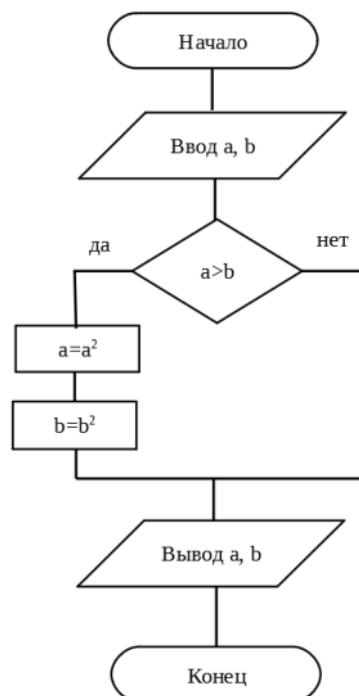 Начало
Ввод a, b
да
нет
a>b
a=a²
b=b²
Вывод a, b
Конец